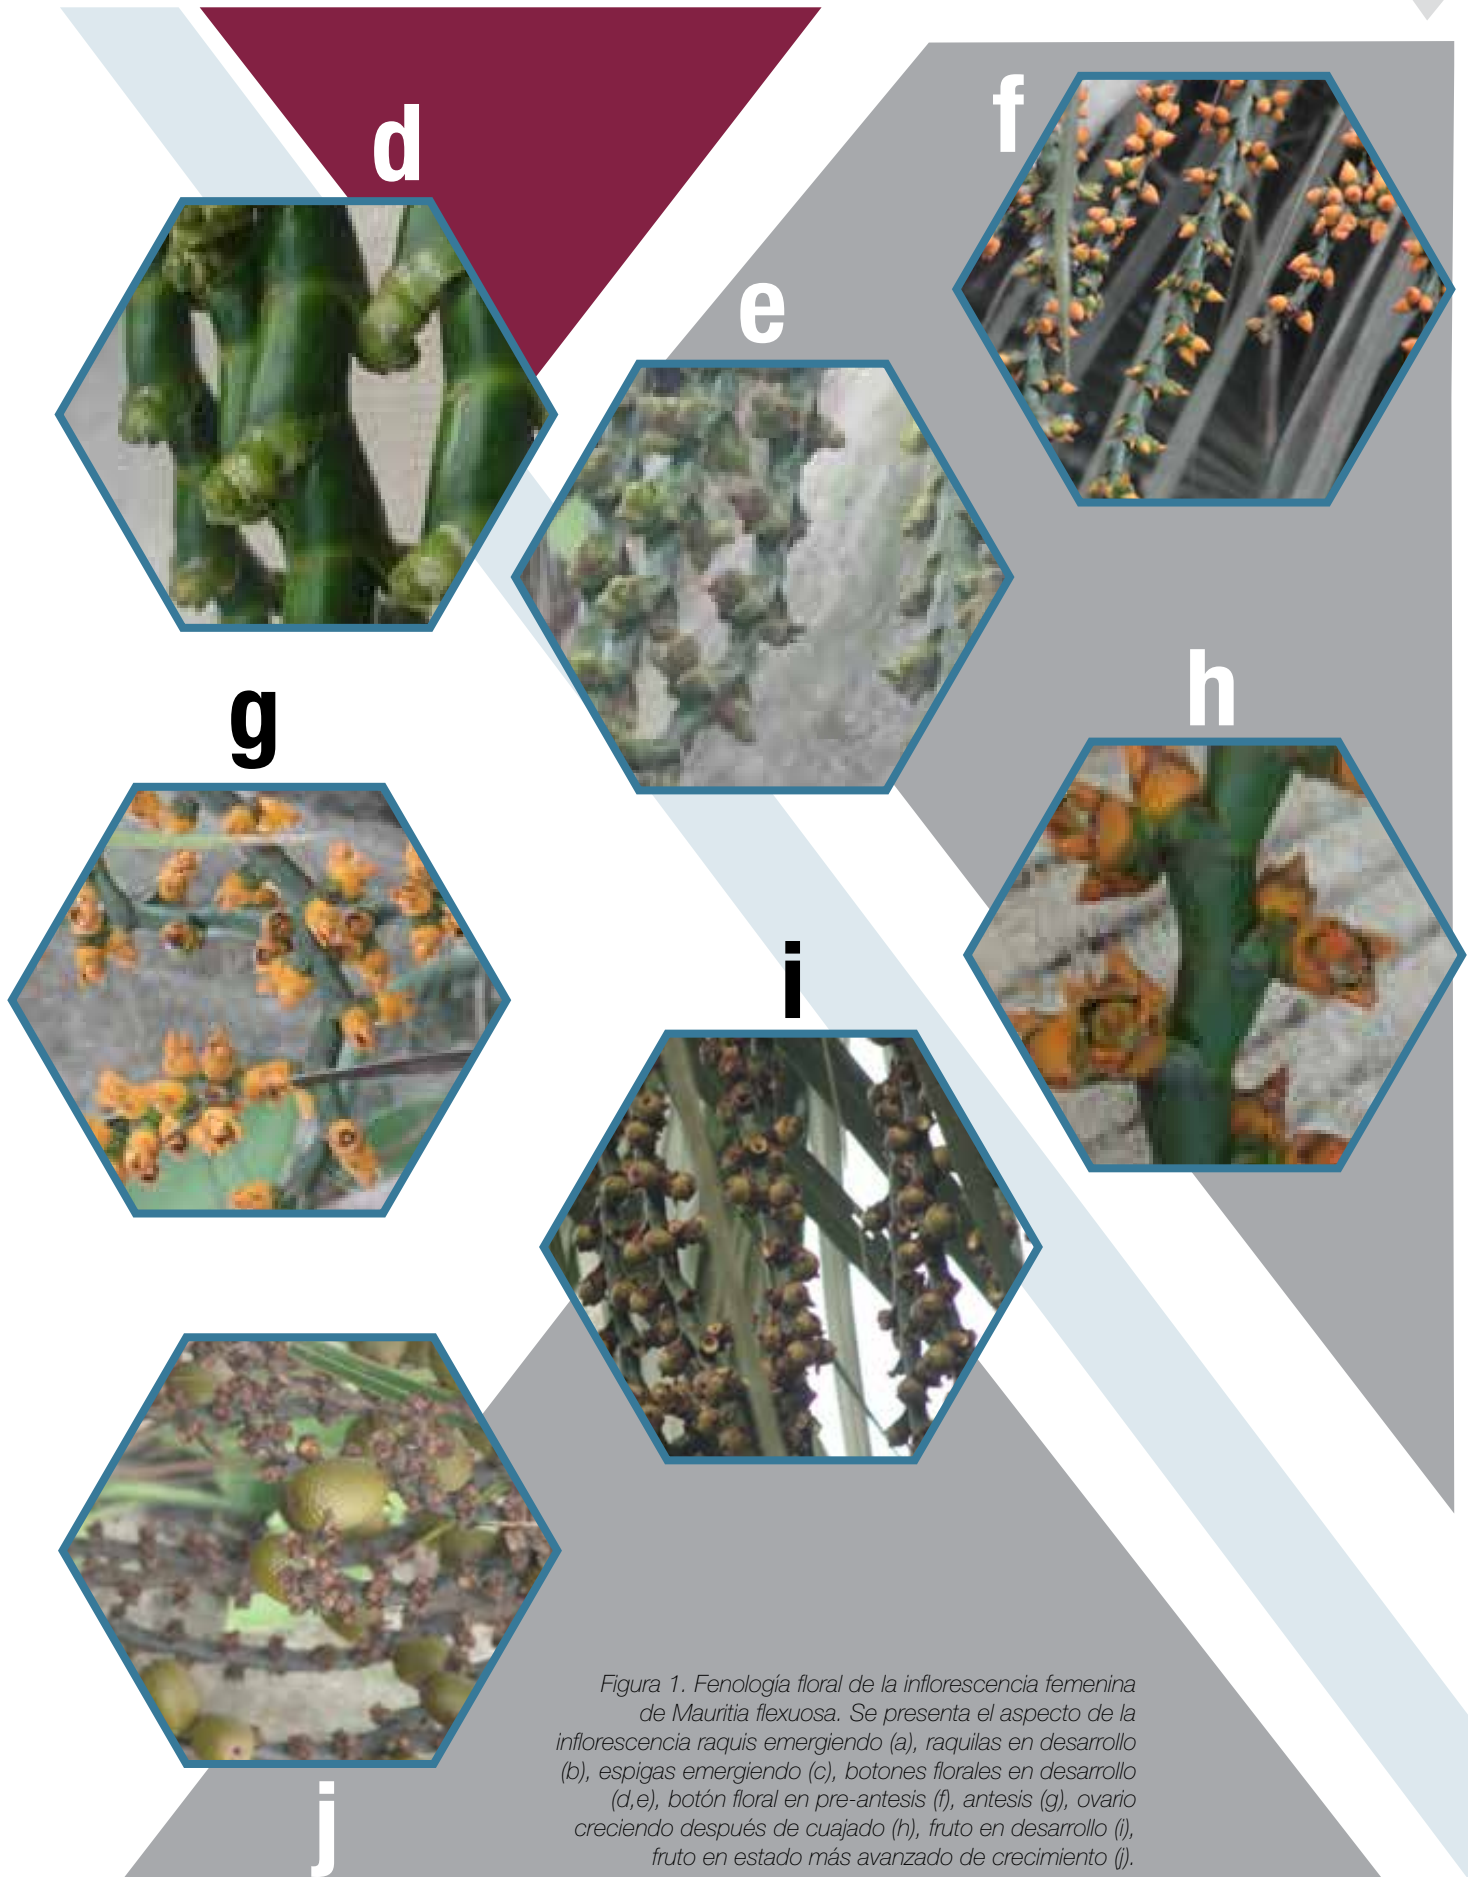 d
f
e
g
h
i
j
Figura 1. Fenología floral de la inflorescencia femenina
de Mauritia flexuosa. Se presenta el aspecto de la
inflorescencia raquis emergiendo (a), raquilas en desarrollo
(b), espigas emergiendo (c), botones florales en desarrollo
(d,e), botón floral en pre-antesis (f), antesis (g), ovario
creciendo después de cuajado (h), fruto en desarrollo (i),
fruto en estado más avanzado de crecimiento (j).